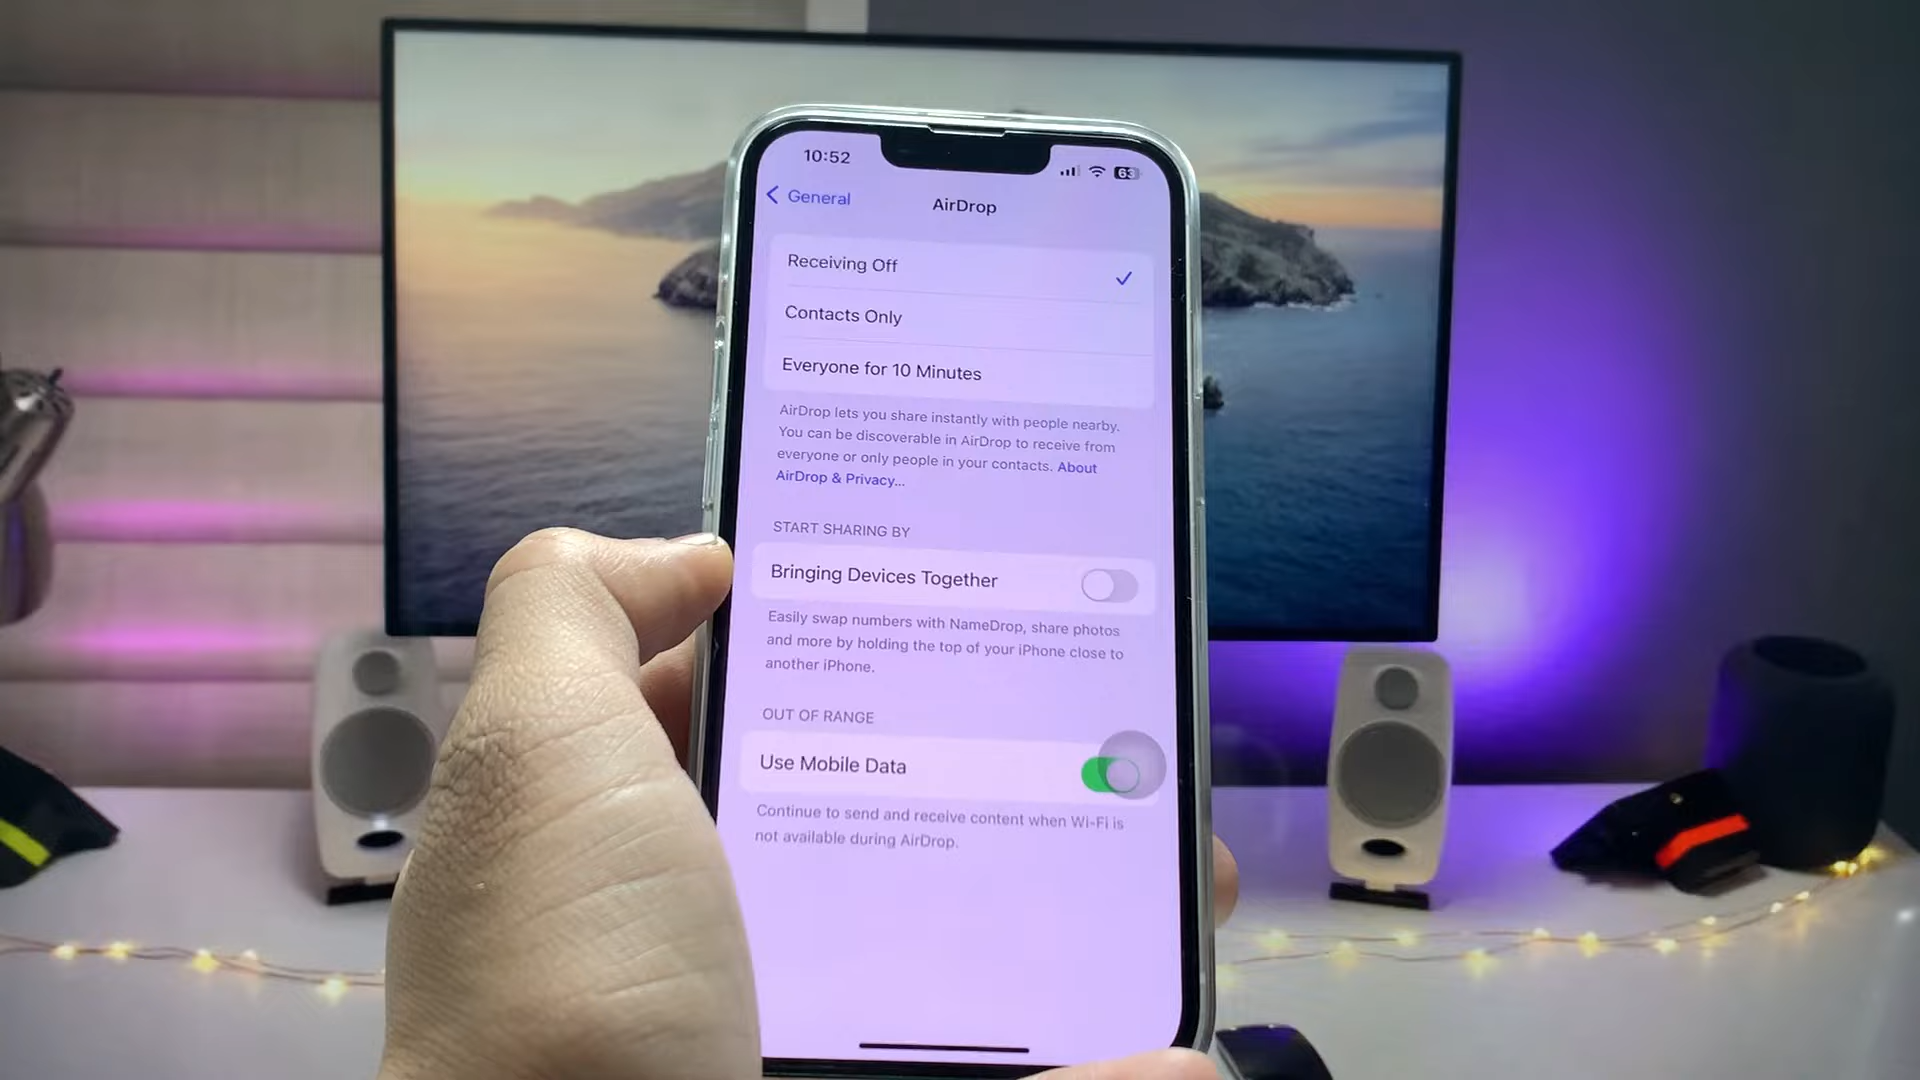 10:52
63
General
AirDrop
Receiving Off
Contacts Only
Everyone for 10 Minutes
AirDrop lets you share instantly with people nearby.
You can be discoverable in AirDrop to receive from
everyone or only people in your contacts. About
AirDrop & Privacy...
START SHARING BY
Bringing Devices Together
Easily swap numbers with NameDrop, share photos
and more by holding the top of your iPhone close to
another iPhone.
OUT OF RANGE
Use Mobile Data
Continue to send and receive content when Wi-Fi is
not available during AirDrop.